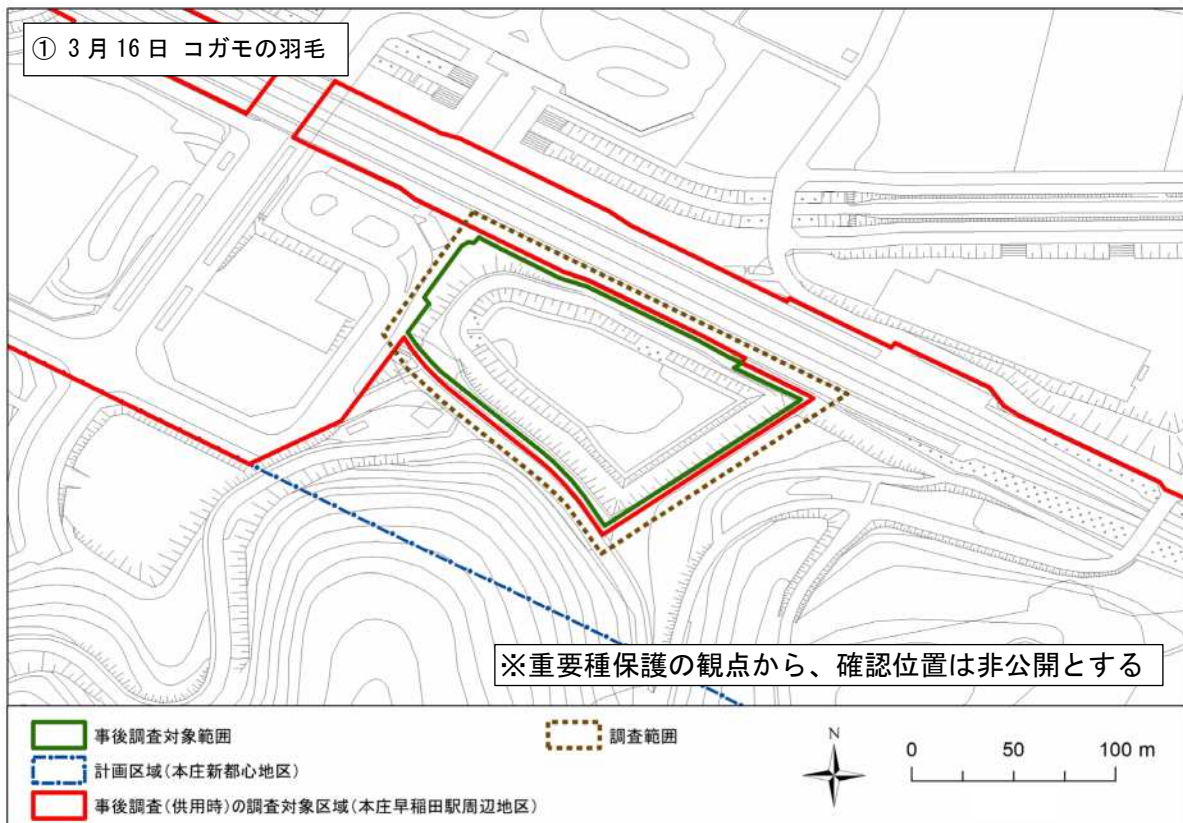 ① 3月16日 コガモの羽毛
※重要種保護の観点から、確認位置は非公開とする
事後調査対象範囲
調査範囲
計画区域(本庄新都心地区)
事後調査(供用時)の調査対象区域(本庄早稲田駅周辺地区)
N
0 50 100 m